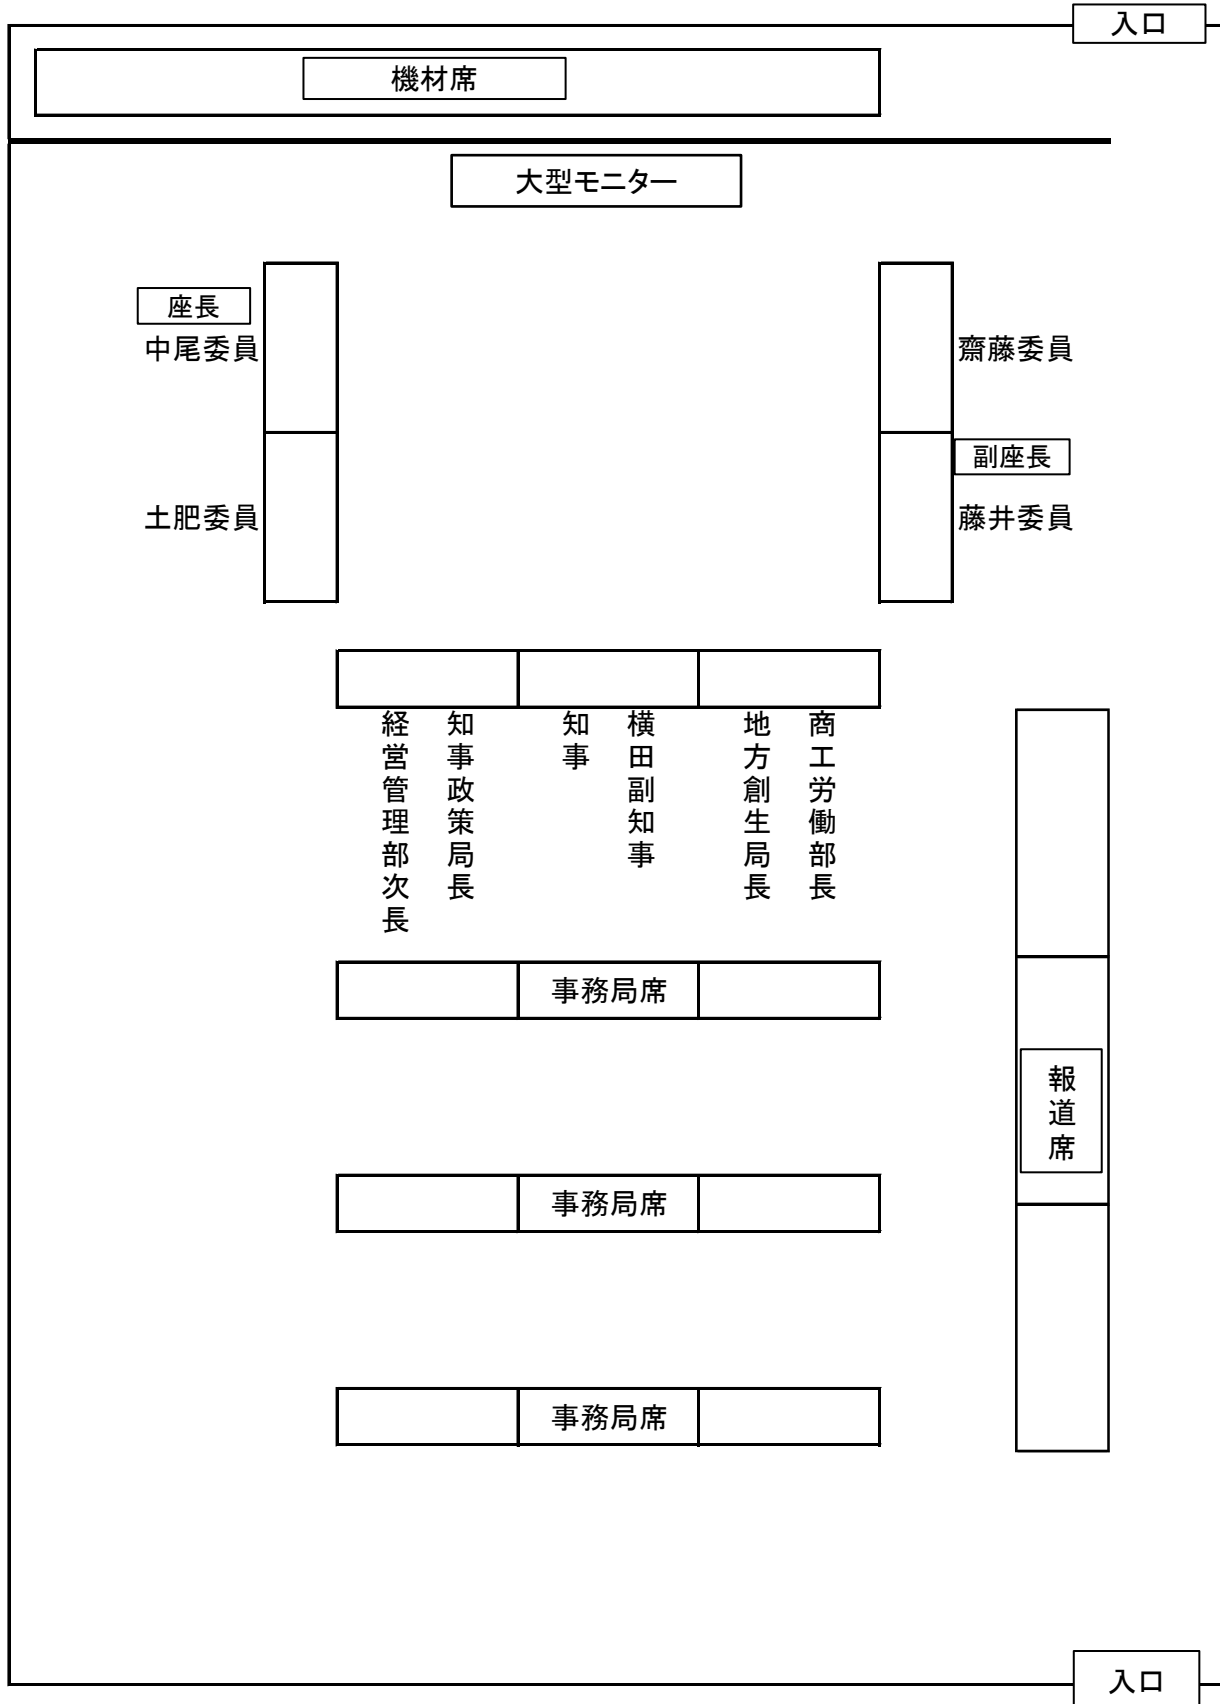 入口
機材席
大型モニター
座長
中尾委員
齋藤委員
副座長
土肥委員
藤井委員
経営管理部次長
知事政策局長
知事
横田副知事
地方創生局長
商工労働部長
事務局席
報道席
事務局席
事務局席
入口